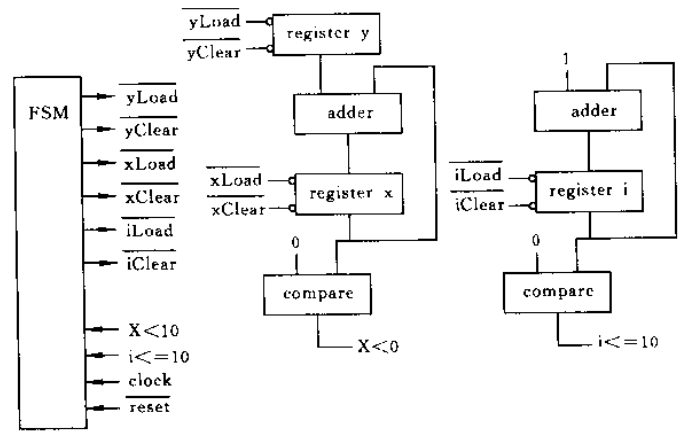 FSM
yLoad
yClear
xLoad
xClear
iLoad
iClear
X<10
i<=10
clock
reset
yLoad
yClear
register y
adder
xLoad
xClear
register x
0
compare
X<0
1
adder
iLoad
iClear
register i
0
compare
i<=10